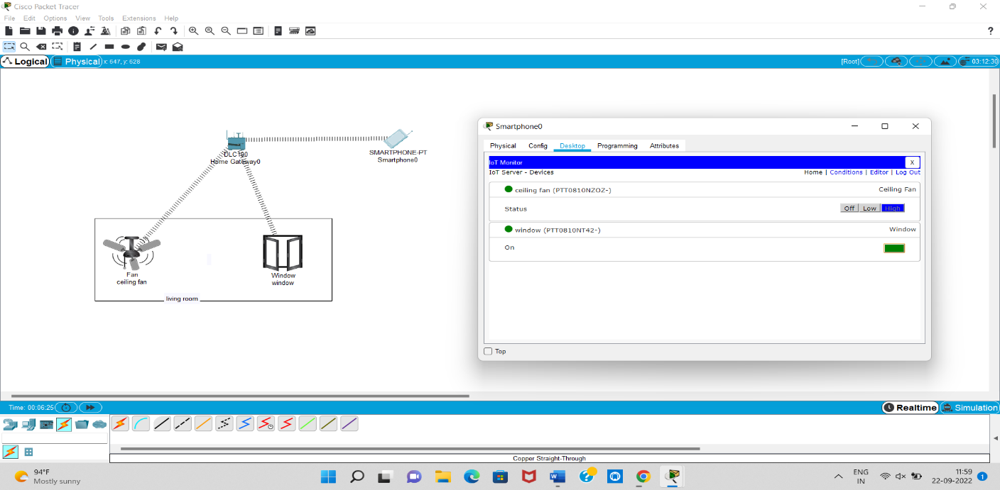 Cisco Packet Tracer
File Edit Options View Tools Extensions Help
?
Logical Physical x: 647, y: 628 [Root] 03:12:30
DLC100
Home Gateway0
SMARTPHONE-PT
Smartphone0
Fan
ceiling fan
Window
window
living room
Smartphone0
Physical Config Desktop Programming Attributes
IoT Monitor X
IoT Server - Devices Home | Conditions | Editor | Log Out
ceiling fan (PTT0810NZOZ-) Ceiling Fan
Status Off Low High
window (PTT0810NT42-) Window
On
Top
Time: 00:06:25 Realtime Simulation
Copper Straight-Through
94°F
Mostly sunny
ENG
IN
11:59
22-09-2022 1